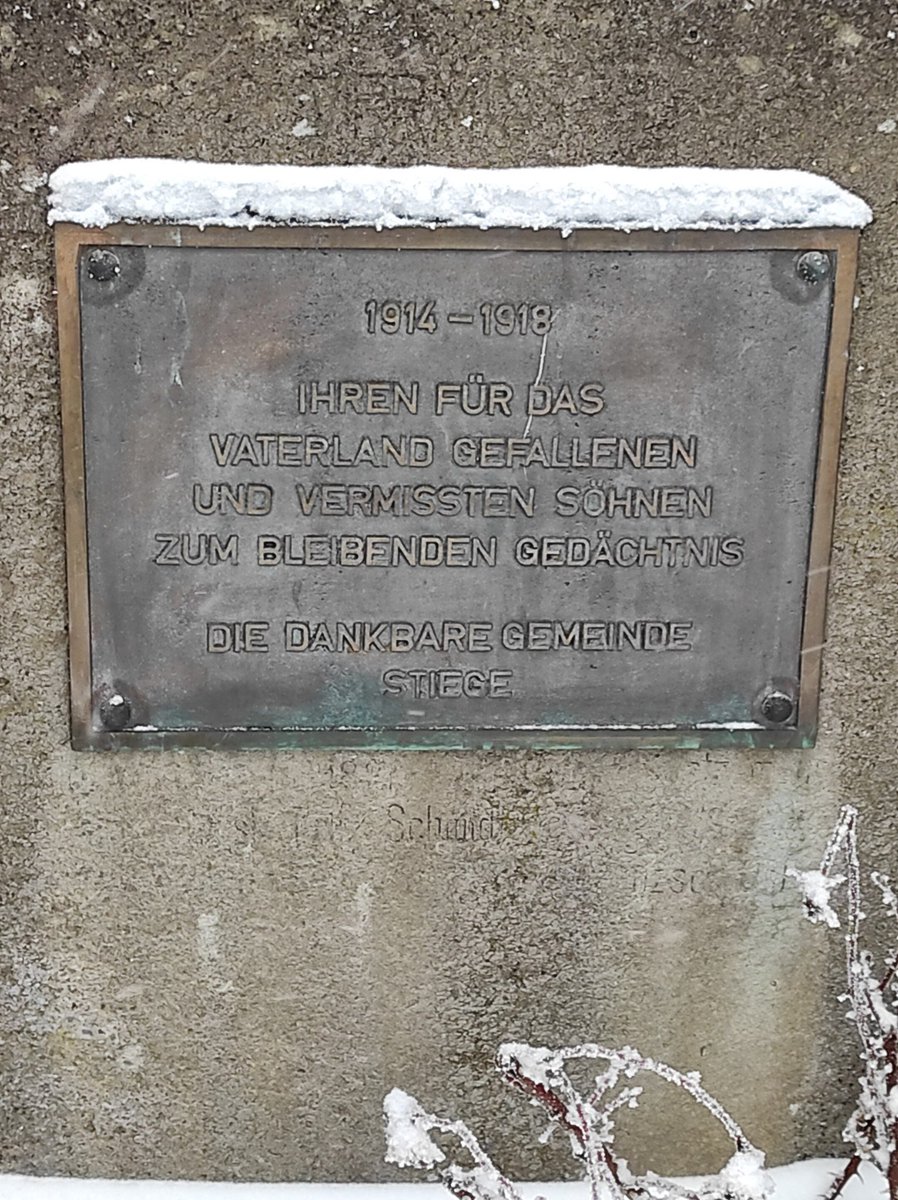 1914 – 1918
IHREN FÜR DAS
VATERLAND GEFALLENEN
UND VERMISSTEN SÖHNEN
ZUM BLEIBENDEN GEDÄCHTNIS
DIE DANKBARE GEMEINDE
STIEGE